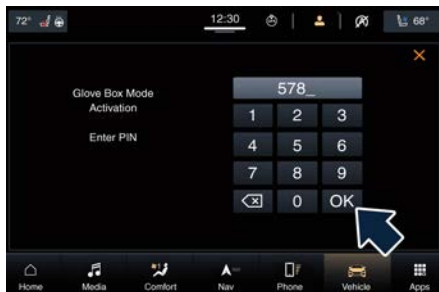 72° 12:30 68°
Glove Box Mode
Activation
Enter PIN
578_
1 2 3
4 5 6
7 8 9
0 OK
Home Media Comfort Nav Phone Vehicle Apps